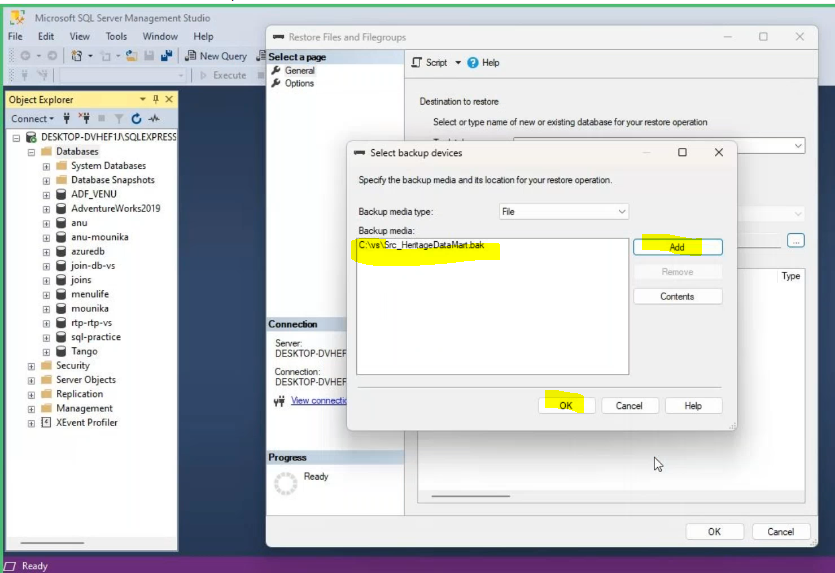 Microsoft SQL Server Management Studio
File Edit View Tools Window Help
New Query
Execute
Object Explorer
Connect
DESKTOP-DVHEF1J\SQLEXPRESS
Databases
System Databases
Database Snapshots
ADF_VENU
AdventureWorks2019
anu
anu-mounika
azuredb
join-db-vs
joins
menulife
mounika
rtp-rtp-vs
sql-practice
Tango
Security
Server Objects
Replication
Management
XEvent Profiler
Ready
Restore Files and Filegroups
Select a page
General
Options
Script Help
Destination to restore
Select or type name of new or existing database for your restore operation
Type
Connection
Server:
DESKTOP-DVHEF
Connection:
DESKTOP-DVHEF
View connectio
Progress
Ready
OK Cancel
Select backup devices
Specify the backup media and its location for your restore operation.
Backup media type: File
Backup media:
C:\vs\Src_HeritageDataMart.bak
Add
Remove
Contents
OK Cancel Help